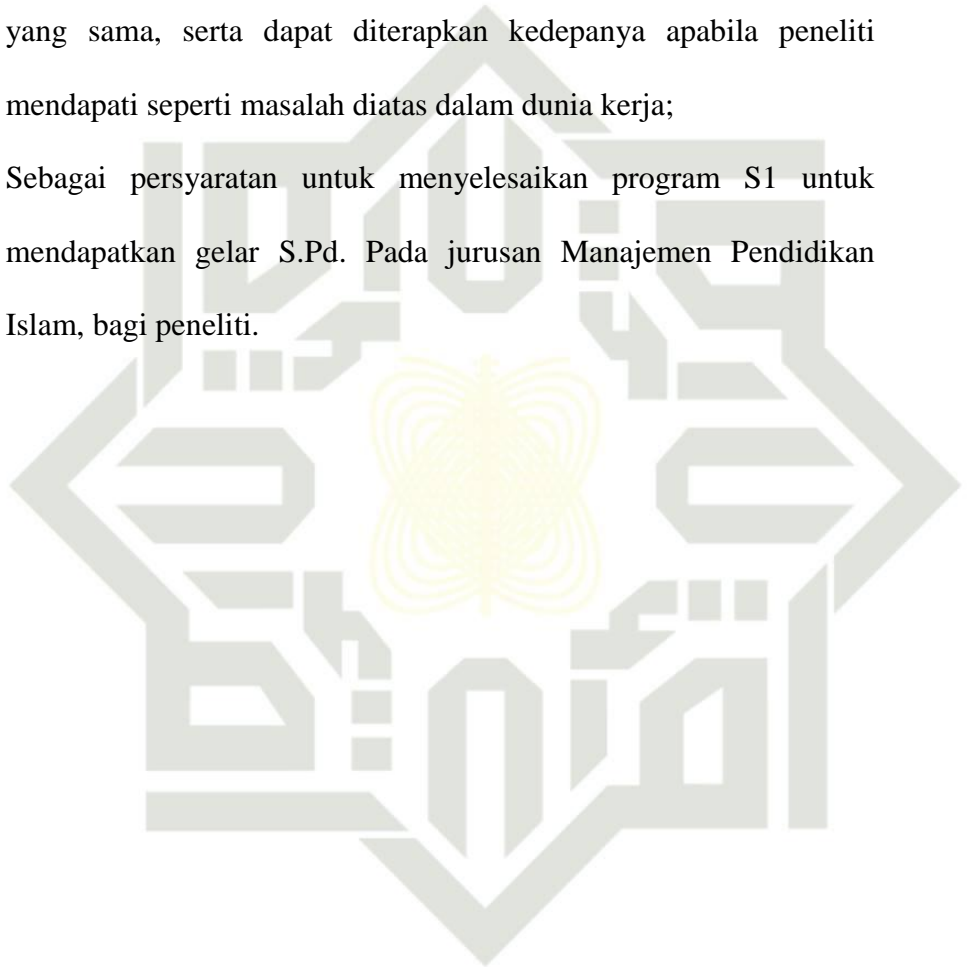 yang sama, serta dapat diterapkan kedepanya apabila peneliti
mendapati seperti masalah diatas dalam dunia kerja;
Sebagai persyaratan untuk menyelesaikan program S1 untuk
mendapatkan gelar S.Pd. Pada jurusan Manajemen Pendidikan
Islam, bagi peneliti.